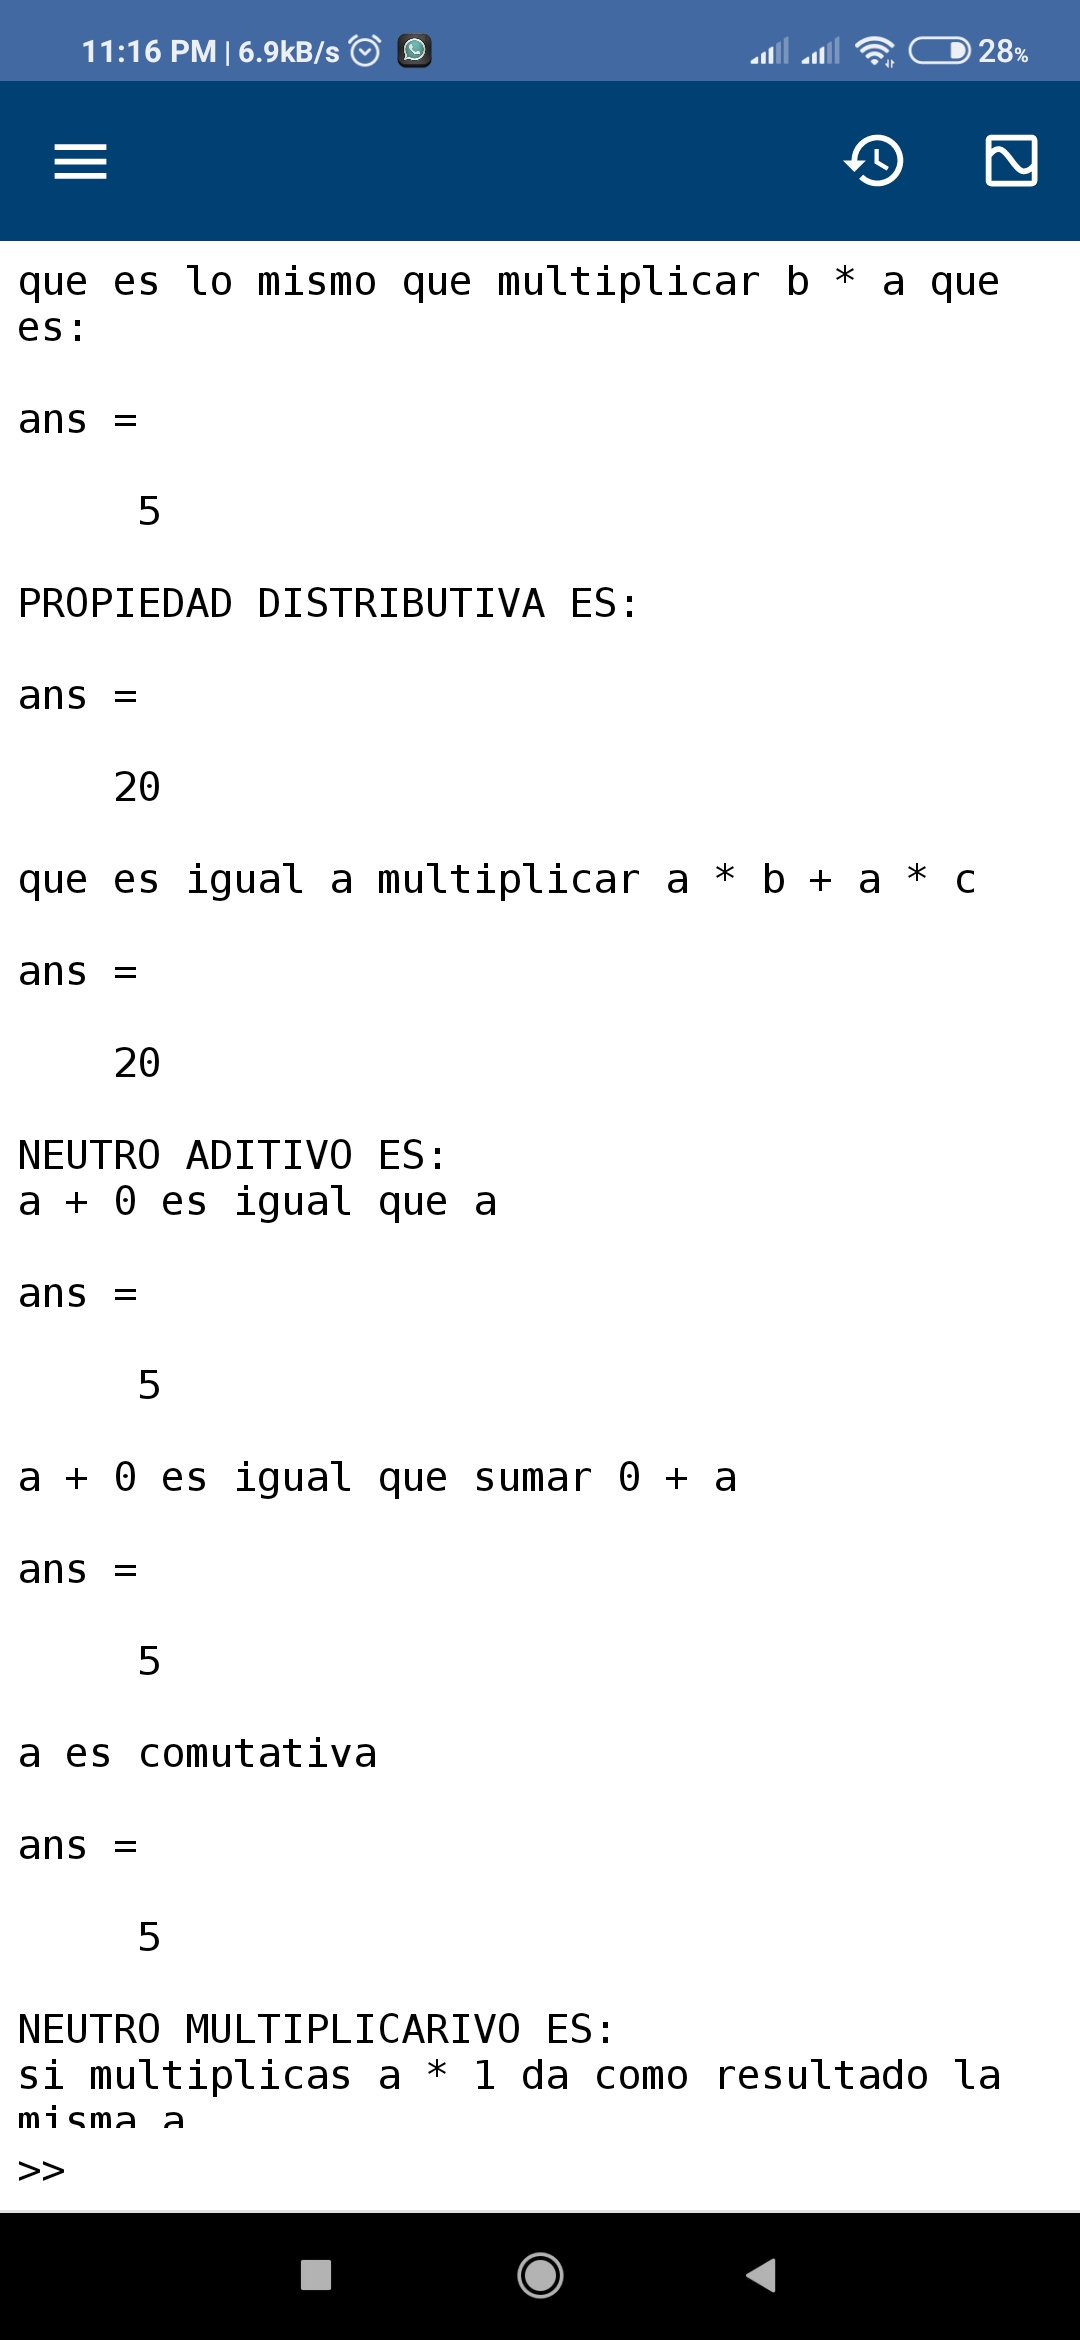 11:16 PM | 6.9kB/s 28%
que es lo mismo que multiplicar b * a que
es:
ans =
5
PROPIEDAD DISTRIBUTIVA ES:
ans =
20
que es igual a multiplicar a * b + a * c
ans =
20
NEUTRO ADITIVO ES:
a + 0 es igual que a
ans =
5
a + 0 es igual que sumar 0 + a
ans =
5
a es comutativa
ans =
5
NEUTRO MULTIPLICARIVO ES:
si multiplicas a * 1 da como resultado la
misma a
>>